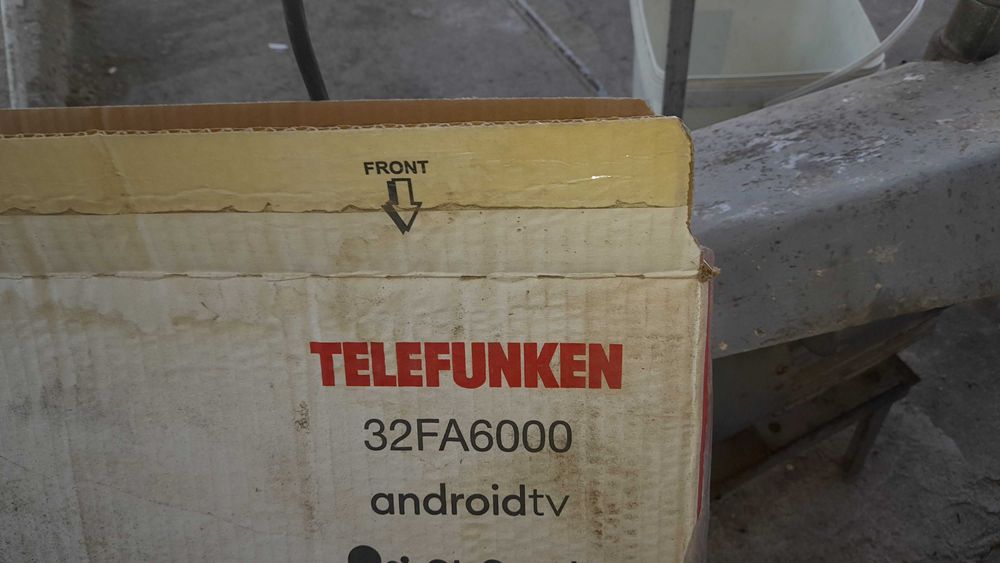 FRONT
TELEFUNKEN
32FA6000
androidtv